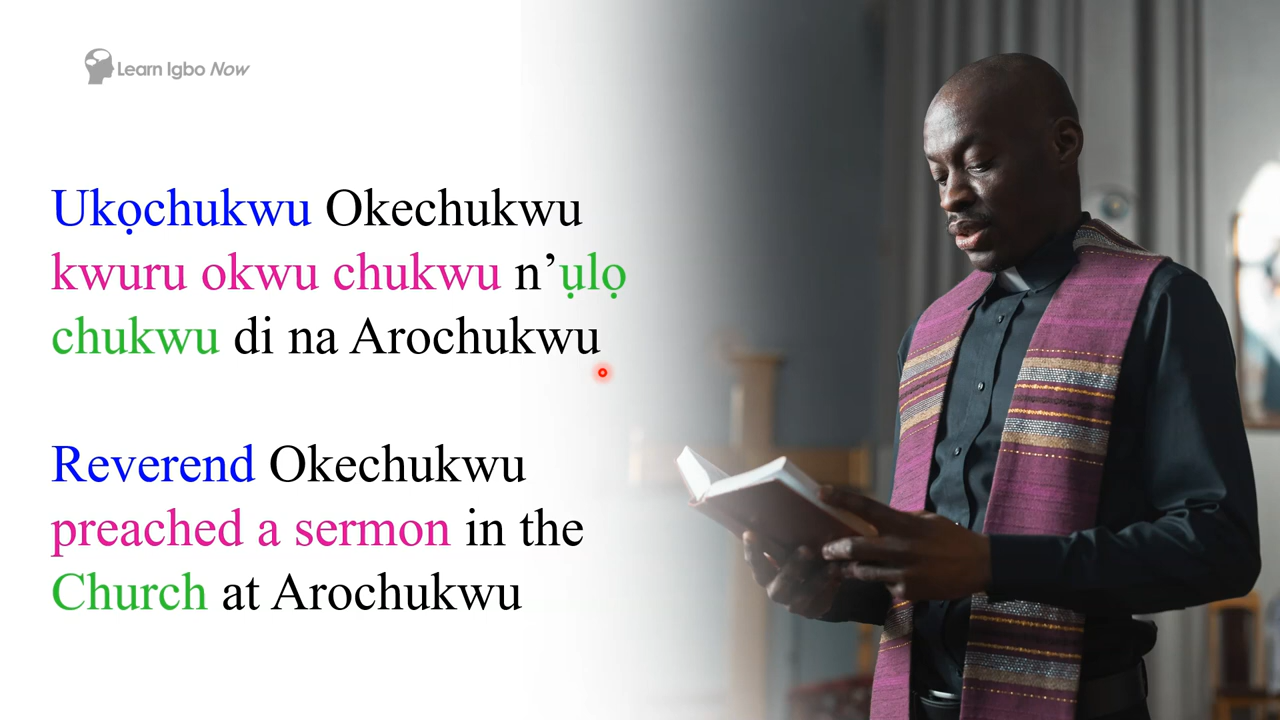 Learn Igbo Now
Ukọchukwu Okechukwu
kwuru okwu chukwu n’ụlọ
chukwu di na Arochukwu
Reverend Okechukwu
preached a sermon in the
Church at Arochukwu